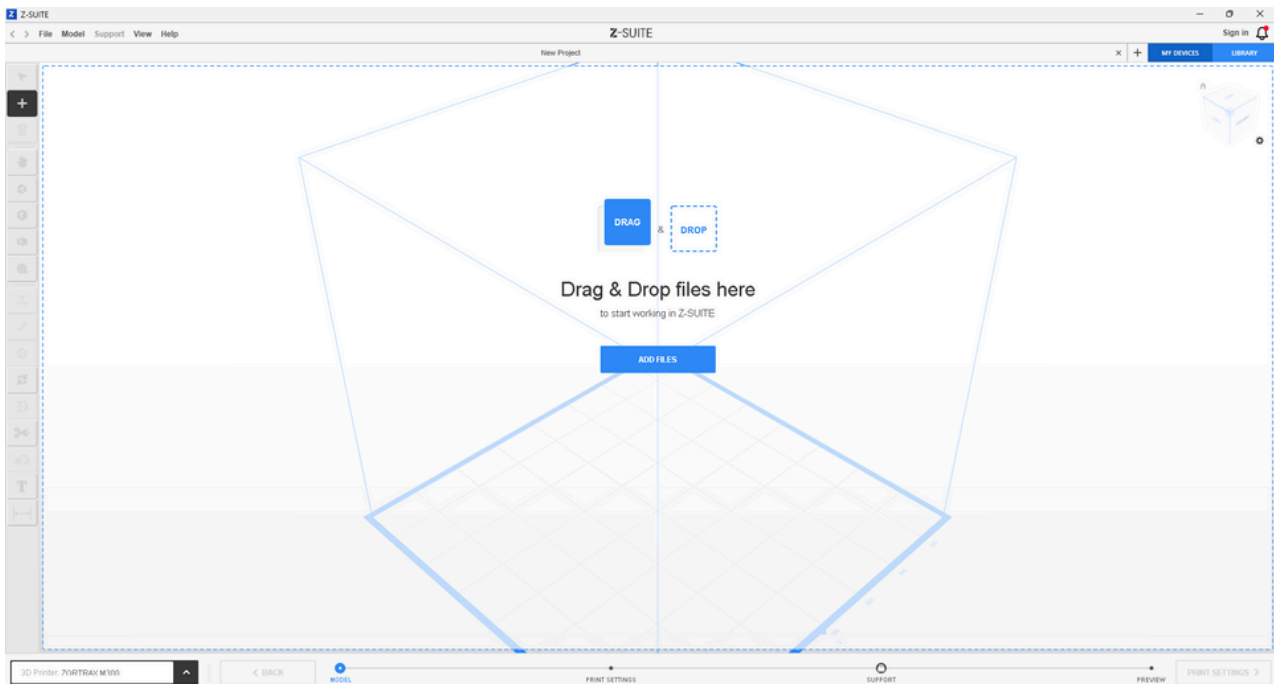 Z Z-SUITE
< > File Model Support View Help
Z-SUITE
Sign in
New Project
× +
MY DEVICES
LIBRARY
DRAG & DROP
Drag & Drop files here
to start working in Z-SUITE
ADD FILES
T
3D Printer: ZORTRAX M300
< BACK
MODEL
PRINT SETTINGS
SUPPORT
PREVIEW
PRINT SETTINGS >